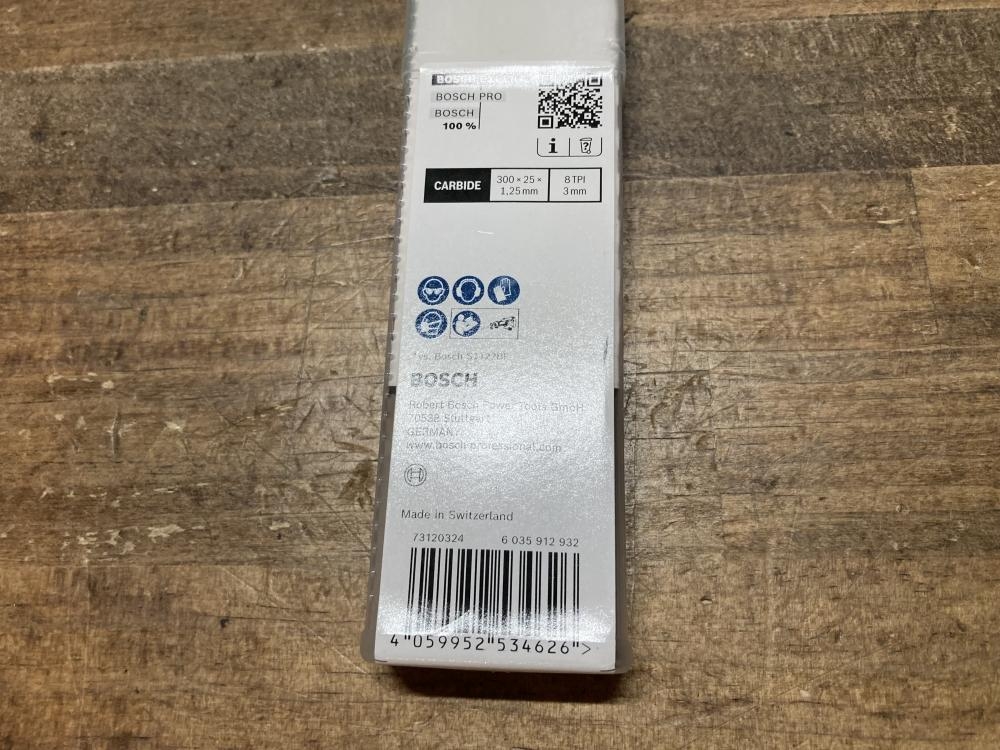 BOSCH
BOSCH PRO
BOSCH
100 %
i
?
CARBIDE
300 × 25 ×
1,25 mm
8 TPI
3 mm
BOSCH
Robert Bosch Power Tools GmbH
70538 Stuttgart
GERMANY
www.bosch-professional.com
Made in Switzerland
73120324 6 035 912 932
4 059952 534626 >